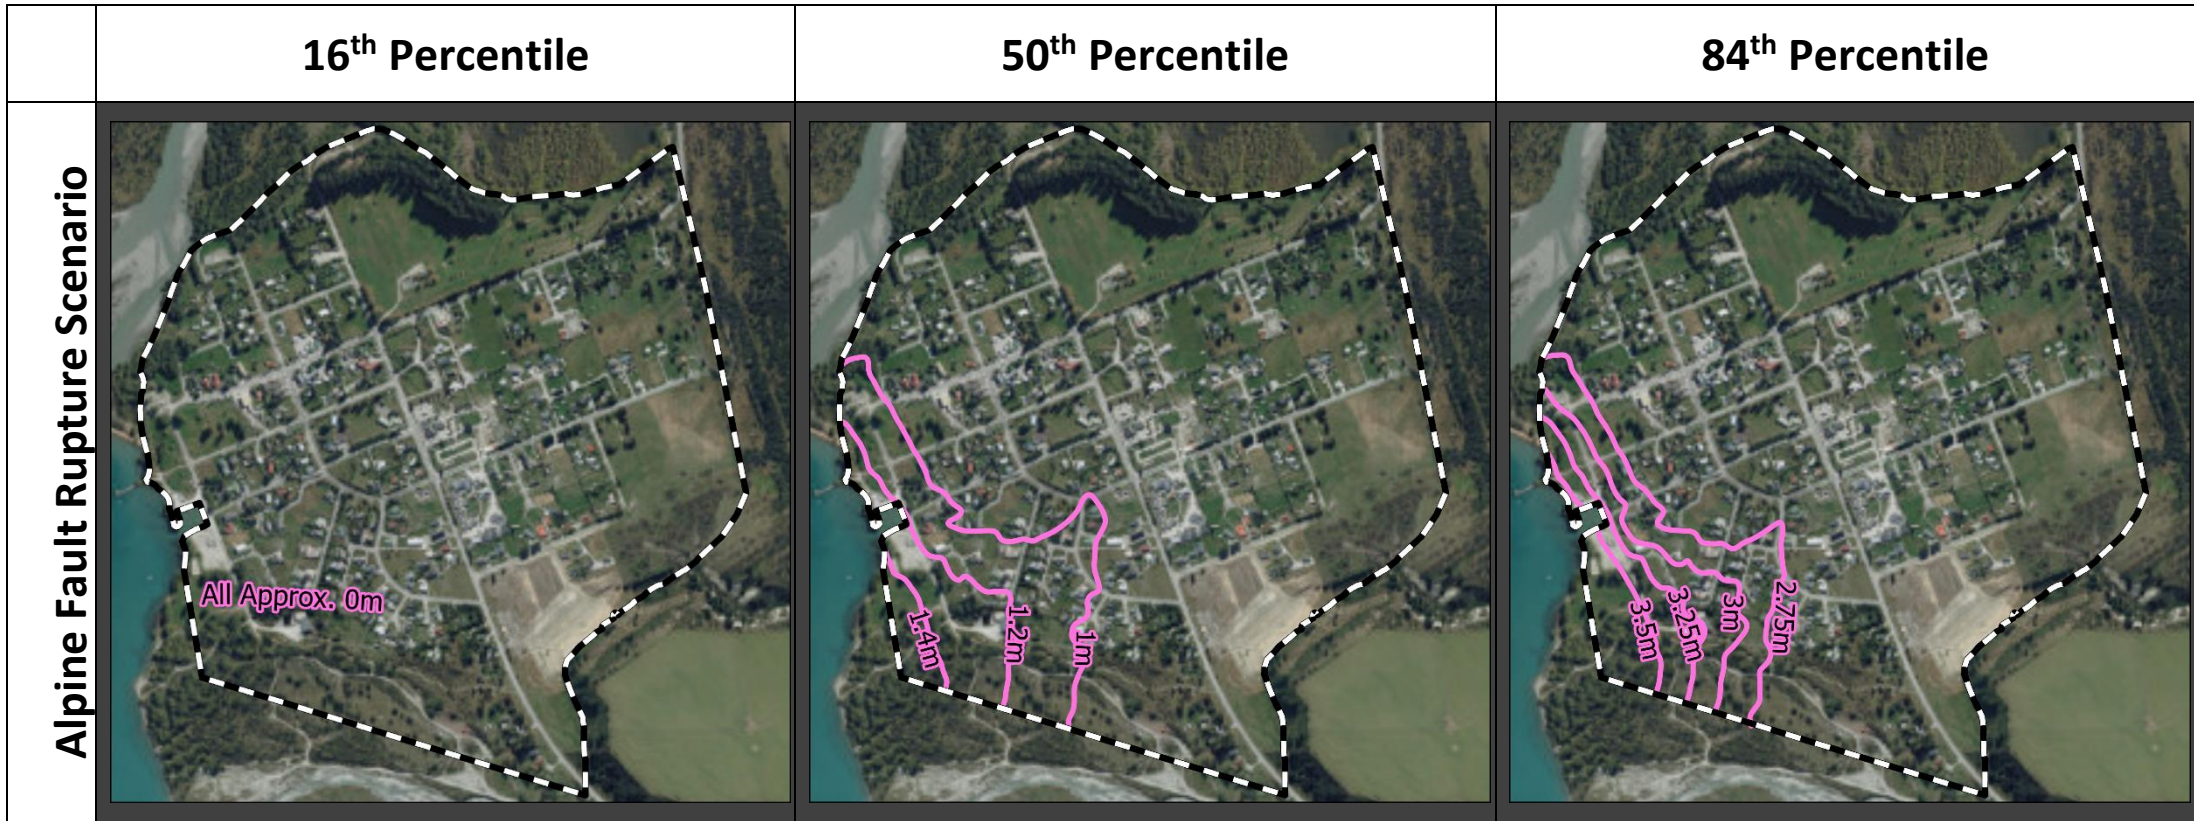 16th Percentile
50th Percentile
84th Percentile
Alpine Fault Rupture Scenario
All Approx. 0m
1.4m
1.2m
1m
3.5m
3.25m
3m
2.75m